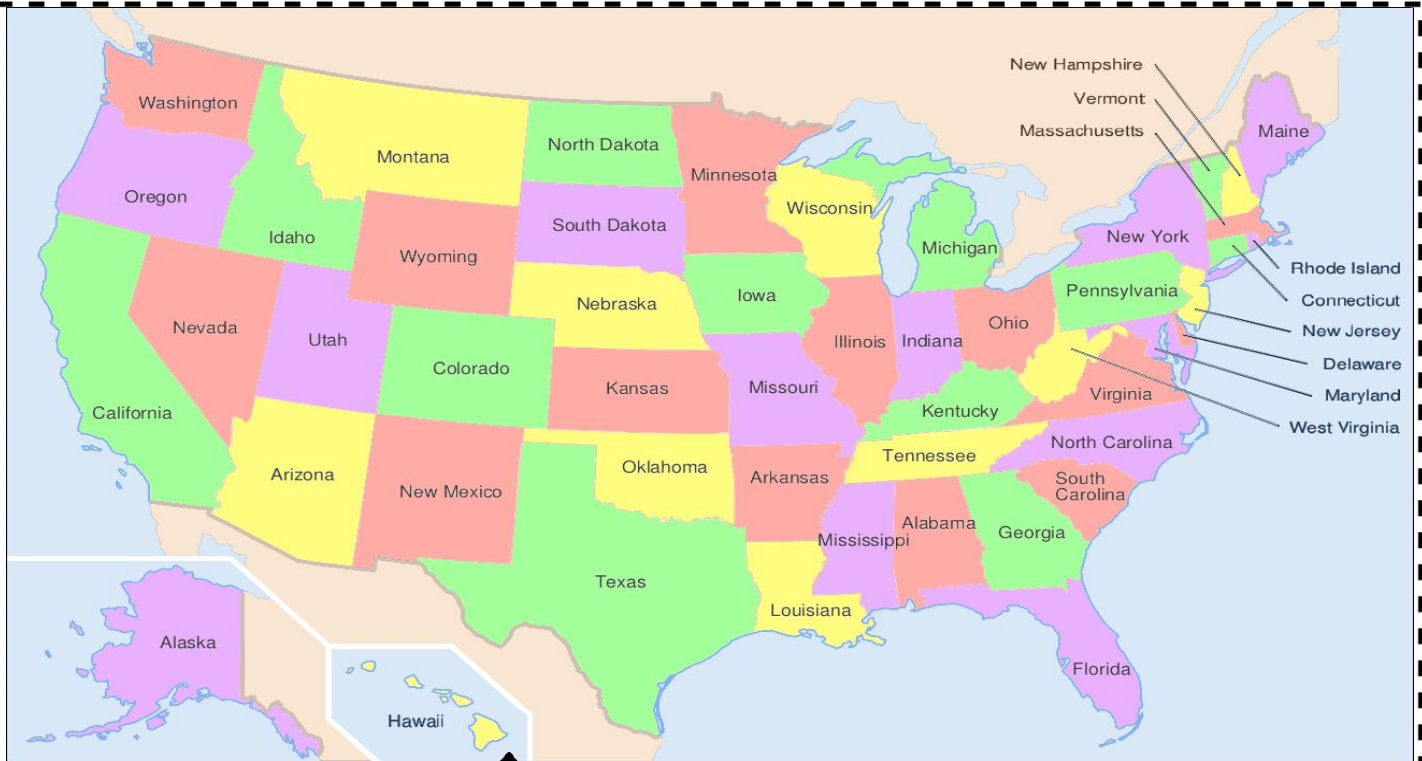 New Hampshire
Vermont
Massachusetts
Washington
Maine
Montana
North Dakota
Minnesota
Oregon
Idaho
South Dakota
Wisconsin
Wyoming
Michigan
New York
Rhode Island
Connecticut
New Jersey
Delaware
Maryland
West Virginia
Nevada
Utah
Nebraska
Iowa
Pennsylvania
Colorado
Kansas
Missouri
Illinois
Indiana
Ohio
California
Kentucky
Virginia
Arizona
New Mexico
Oklahoma
Arkansas
Tennessee
North Carolina
South
Carolina
Texas
Louisiana
Mississippi
Alabama
Georgia
Alaska
Hawaii
Florida